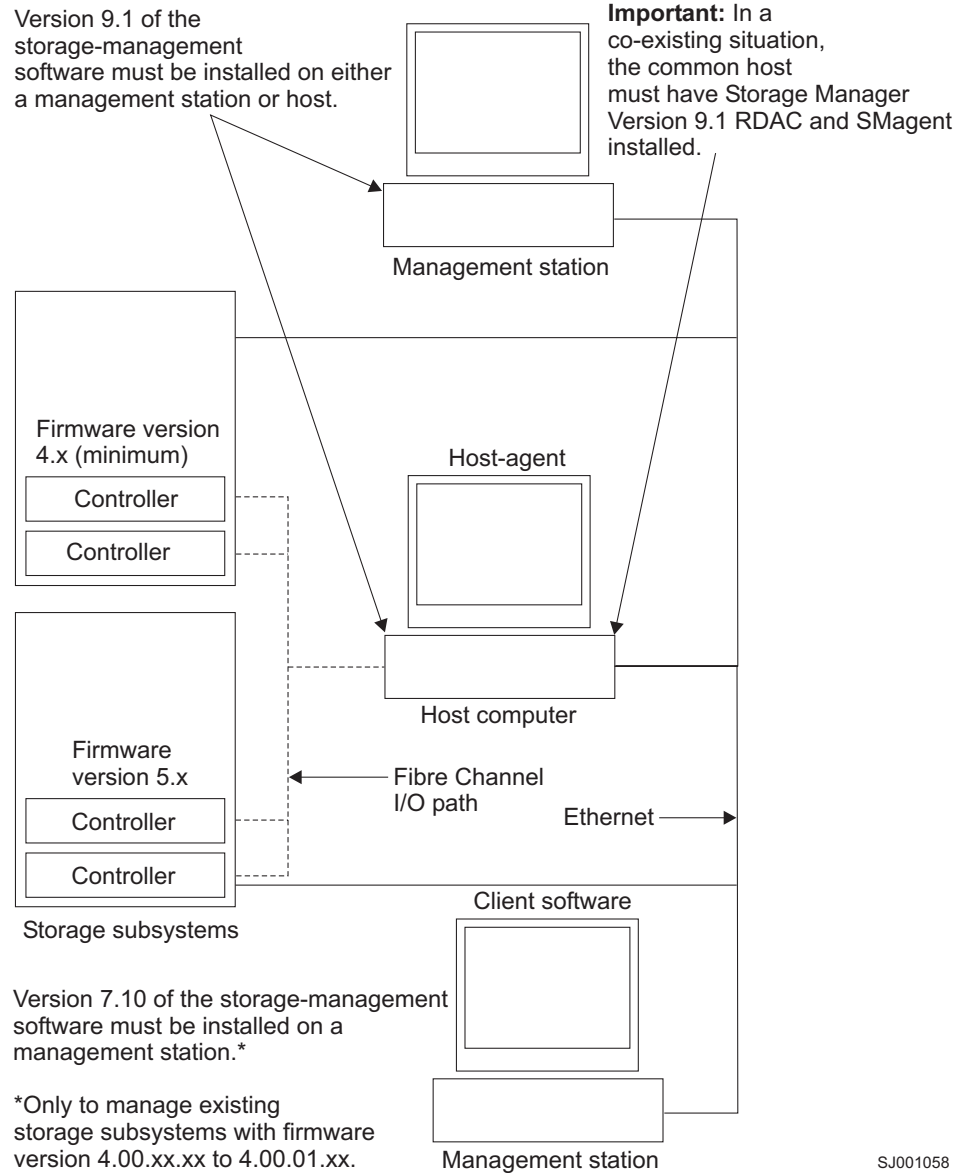 Version 9.1 of the
storage-management
software must be installed on either
a management station or host.
Important: In a
co-existing situation,
the common host
must have Storage Manager
Version 9.1 RDAC and SMagent
installed.
Management station
Firmware version
4.x (minimum)
Controller
Controller
Host-agent
Host computer
Firmware
version 5.x
Controller
Controller
Fibre Channel
I/O path
Ethernet
Storage subsystems
Client software
Version 7.10 of the storage-management
software must be installed on a
management station.*
*Only to manage existing
storage subsystems with firmware
version 4.00.xx.xx to 4.00.01.xx.
Management station
SJ001058